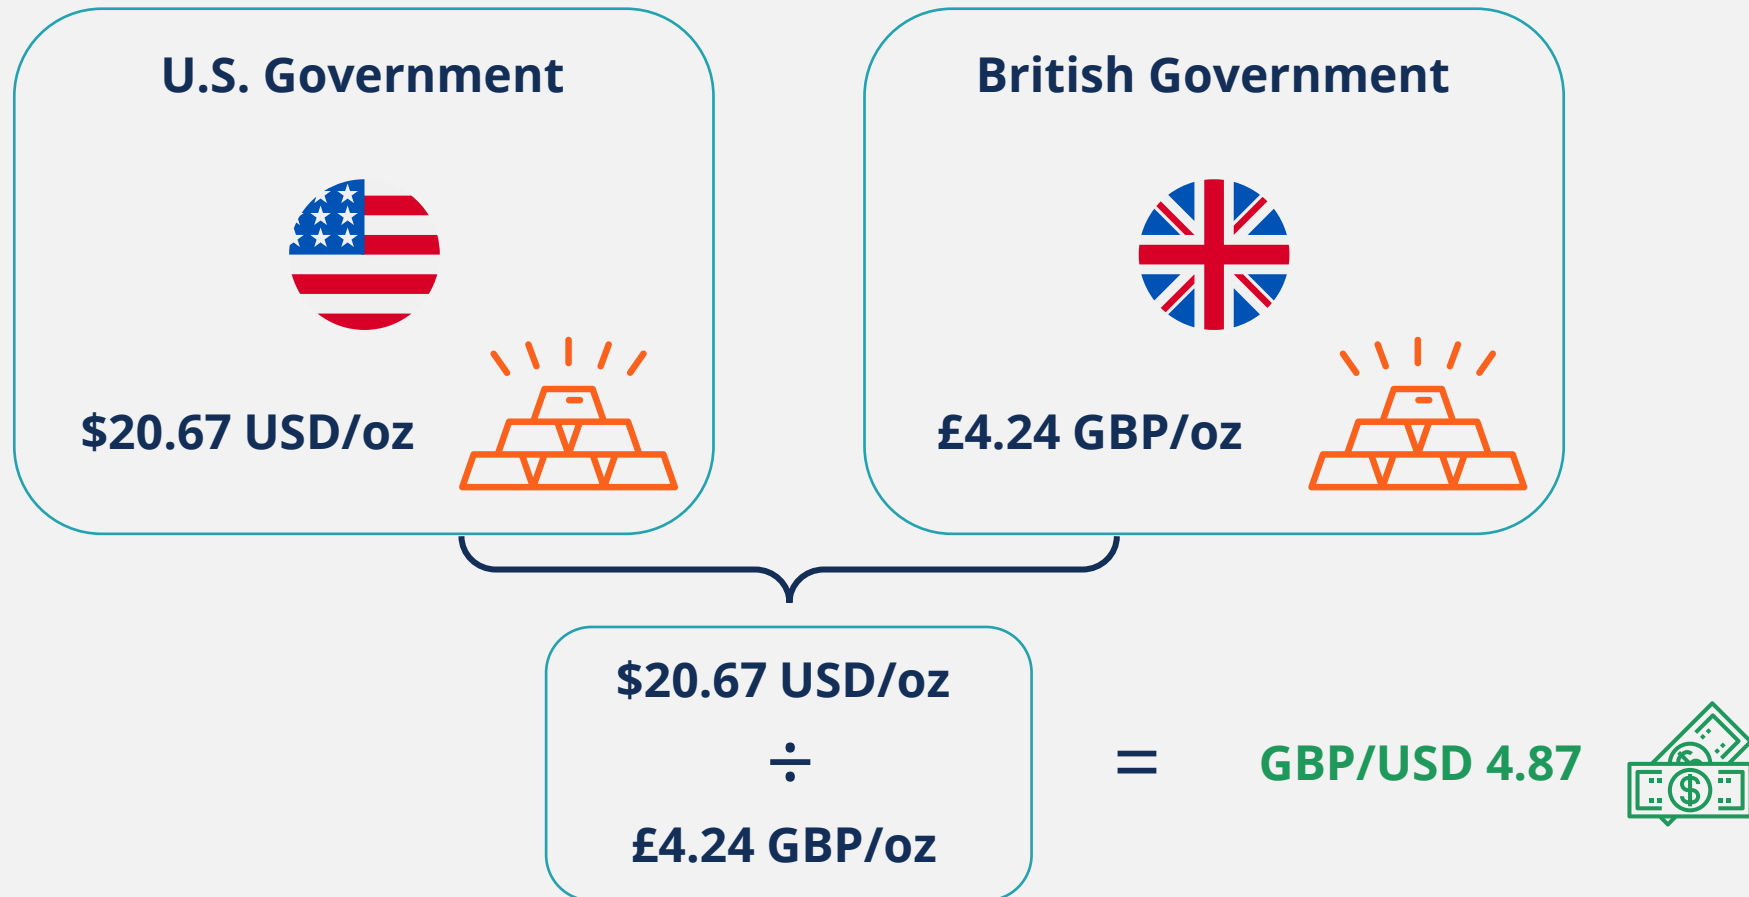 U.S. Government
British Government
$20.67 USD/oz
£4.24 GBP/oz
$20.67 USD/oz
÷
£4.24 GBP/oz
=
GBP/USD 4.87
$